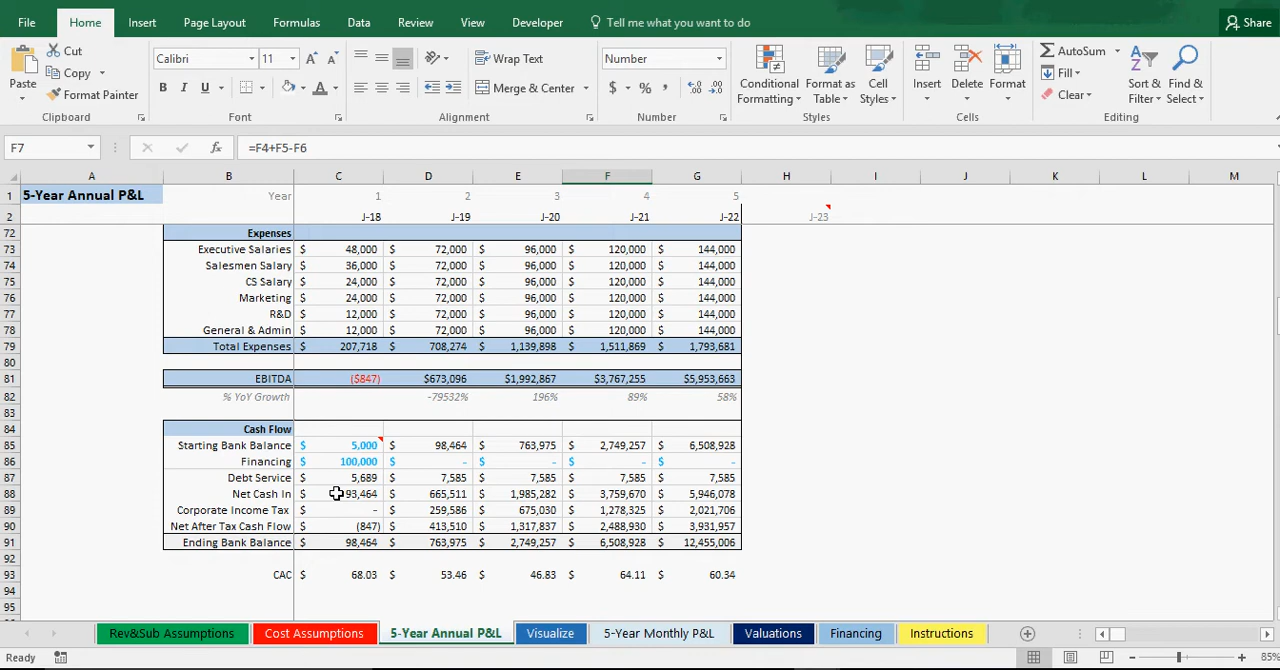 File Home Insert Page Layout Formulas Data Review View Developer Tell me what you want to do Share
Paste Cut Copy Format Painter Clipboard
Calibri 11 B I U A Font
Wrap Text Merge & Center Alignment
Number $ % , Number
Conditional Formatting Format as Table Cell Styles Styles
Insert Delete Format Cells
AutoSum Fill Clear Sort & Filter Find & Select Editing
F7 fx =F4+F5-F6
A B C D E F G H I J K L M
1 5-Year Annual P&L Year 1 2 3 4 5
2 J-18 J-19 J-20 J-21 J-22 J-23
72 Expenses
73 Executive Salaries $ 48,000 $ 72,000 $ 96,000 $ 120,000 $ 144,000
74 Salesmen Salary $ 36,000 $ 72,000 $ 96,000 $ 120,000 $ 144,000
75 CS Salary $ 24,000 $ 72,000 $ 96,000 $ 120,000 $ 144,000
76 Marketing $ 24,000 $ 72,000 $ 96,000 $ 120,000 $ 144,000
77 R&D $ 12,000 $ 72,000 $ 96,000 $ 120,000 $ 144,000
78 General & Admin $ 12,000 $ 72,000 $ 96,000 $ 120,000 $ 144,000
79 Total Expenses $ 207,718 $ 708,274 $ 1,139,898 $ 1,511,869 $ 1,793,681
80
81 EBITDA ($847) $673,096 $1,992,867 $3,767,255 $5,953,663
82 % YoY Growth -79532% 196% 89% 58%
83
84 Cash Flow
85 Starting Bank Balance $ 5,000 $ 98,464 $ 763,975 $ 2,749,257 $ 6,508,928
86 Financing $ 100,000 $ - $ - $ - $ -
87 Debt Service $ 5,689 $ 7,585 $ 7,585 $ 7,585 $ 7,585
88 Net Cash In $ 93,464 $ 665,511 $ 1,985,282 $ 3,759,670 $ 5,946,078
89 Corporate Income Tax $ - $ 259,586 $ 675,030 $ 1,278,325 $ 2,021,706
90 Net After Tax Cash Flow $ (847) $ 413,510 $ 1,317,837 $ 2,488,930 $ 3,931,957
91 Ending Bank Balance $ 98,464 $ 763,975 $ 2,749,257 $ 6,508,928 $ 12,455,006
92
93 CAC $ 68.03 $ 53.46 $ 46.83 $ 64.11 $ 60.34
94
95
Rev&Sub Assumptions Cost Assumptions 5-Year Annual P&L Visualize 5-Year Monthly P&L Valuations Financing Instructions
Ready 85%